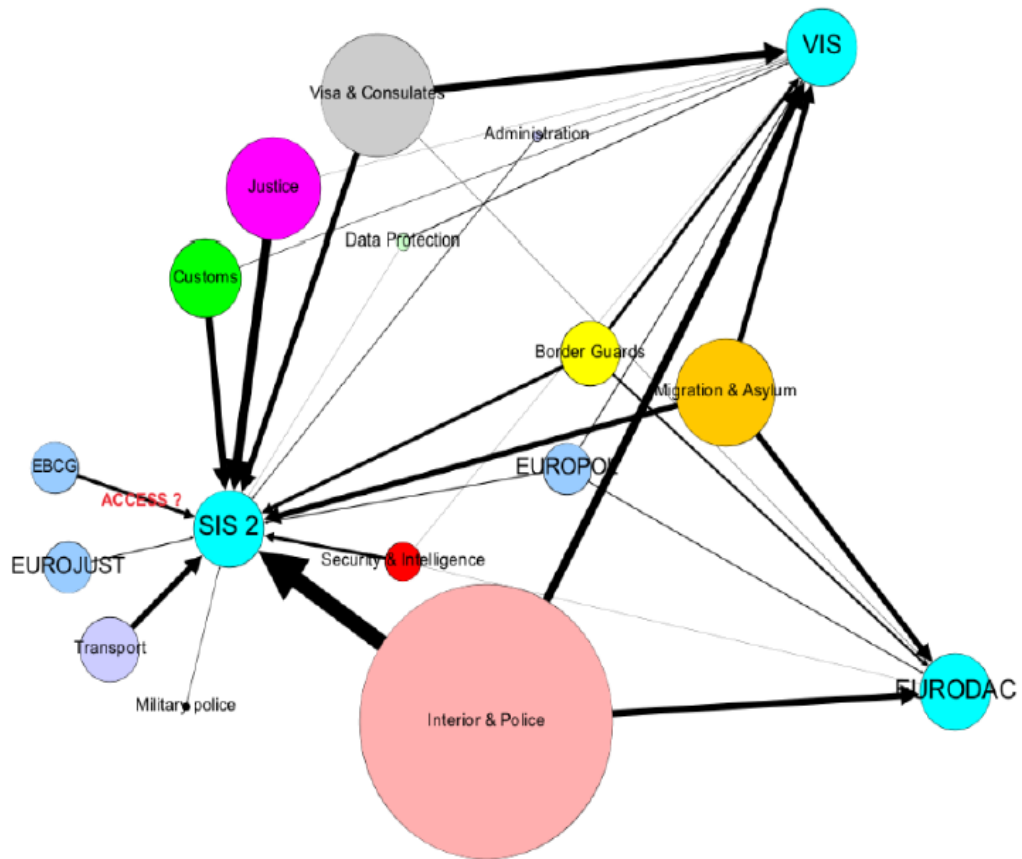 VIS
Visa & Consulates
Administration
Justice
Data Protection
Customs
Border Guards
Migration & Asylum
EBCG
EUROPOL
ACCESS ?
SIS 2
Security & Intelligence
EUROJUST
Transport
EURODAC
Military police
Interior & Police